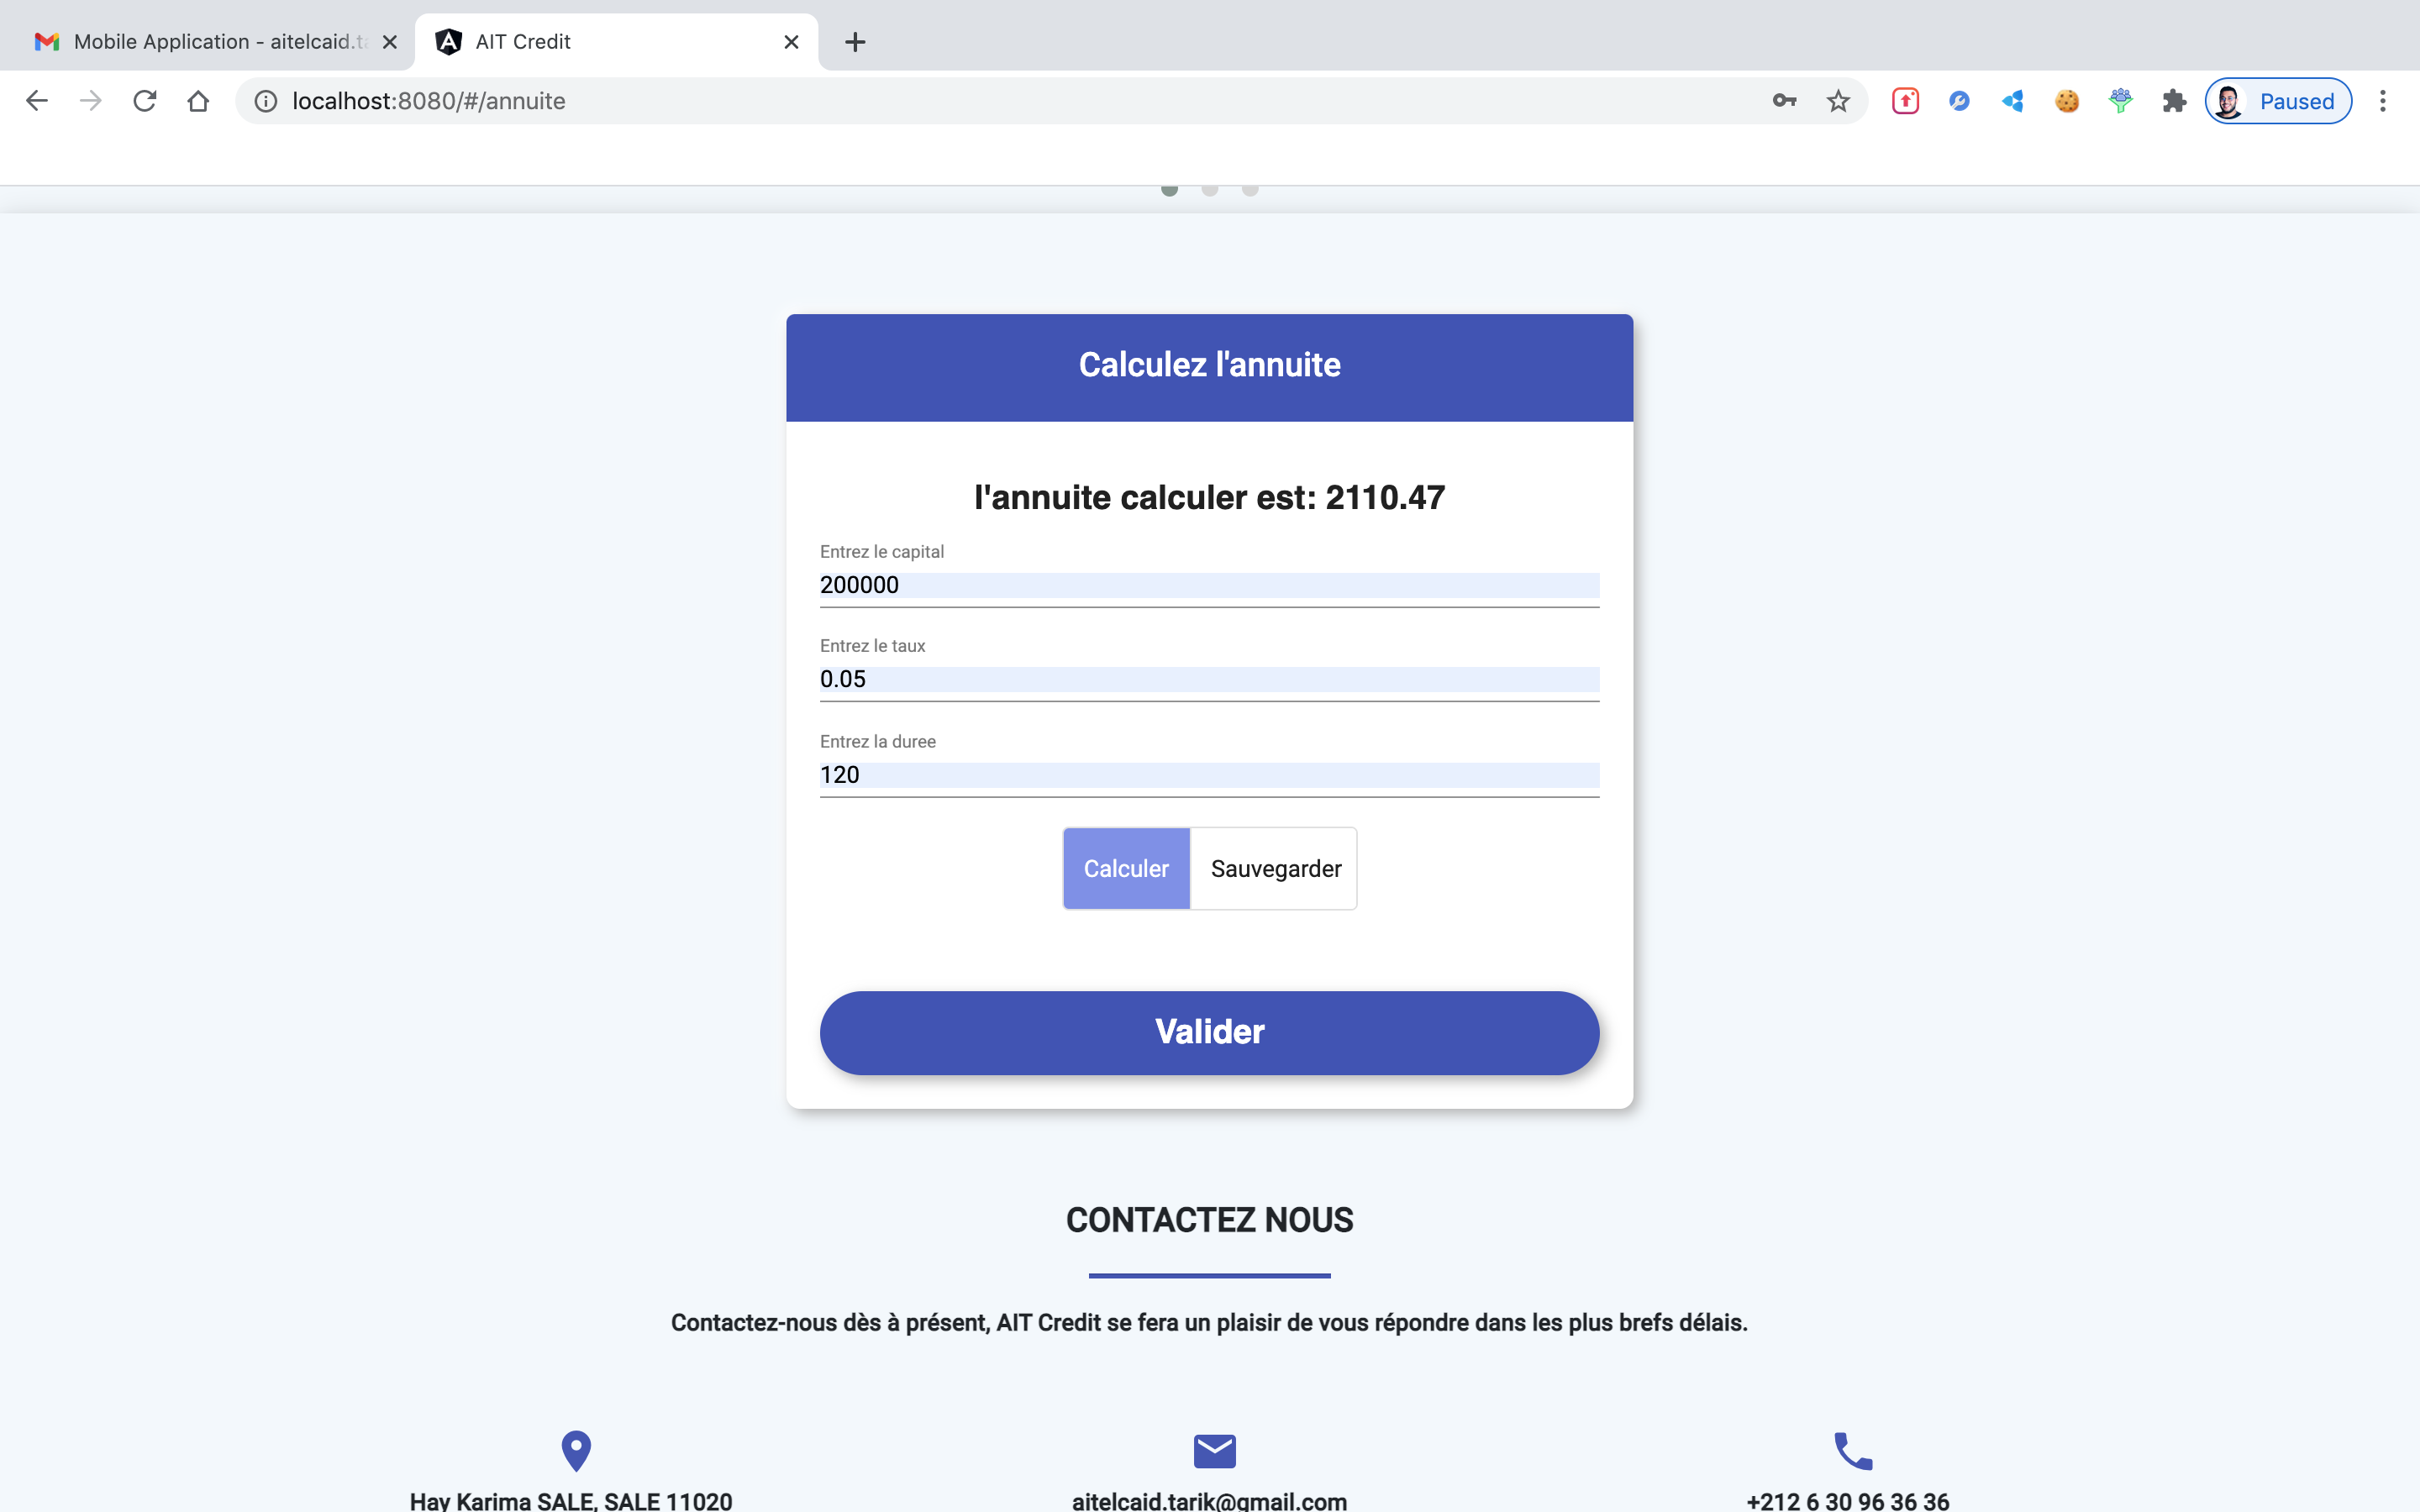 Mobile Application - aitelcaid.ta
AIT Credit
localhost:8080/#/annuite
Paused
Calculez l'annuite
l'annuite calculer est: 2110.47
Entrez le capital
200000
Entrez le taux
0.05
Entrez la duree
120
Calculer
Sauvegarder
Valider
CONTACTEZ NOUS
Contactez-nous dès à présent, AIT Credit se fera un plaisir de vous répondre dans les plus brefs délais.
Hay Karima SALE, SALE 11020
aitelcaid.tarik@gmail.com
+212 6 30 96 36 36